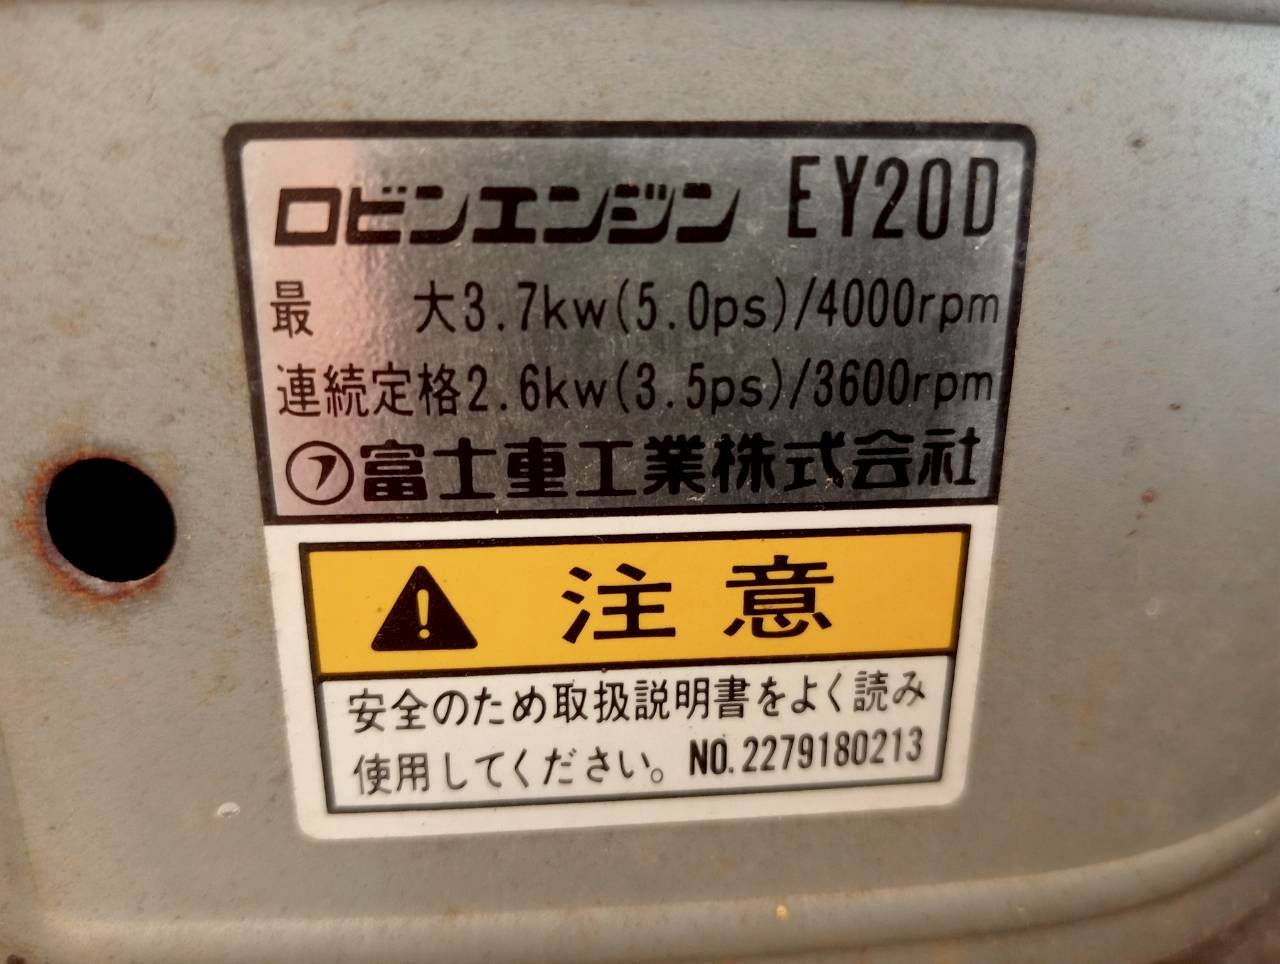 ロビンエンジン EY20D
最 大3.7kw(5.0ps)/4000rpm
連続定格2.6kw(3.5ps)/3600rpm
㋐富士重工業株式会社
注意
安全のため取扱説明書をよく読み
使用してください。NO.2279180213